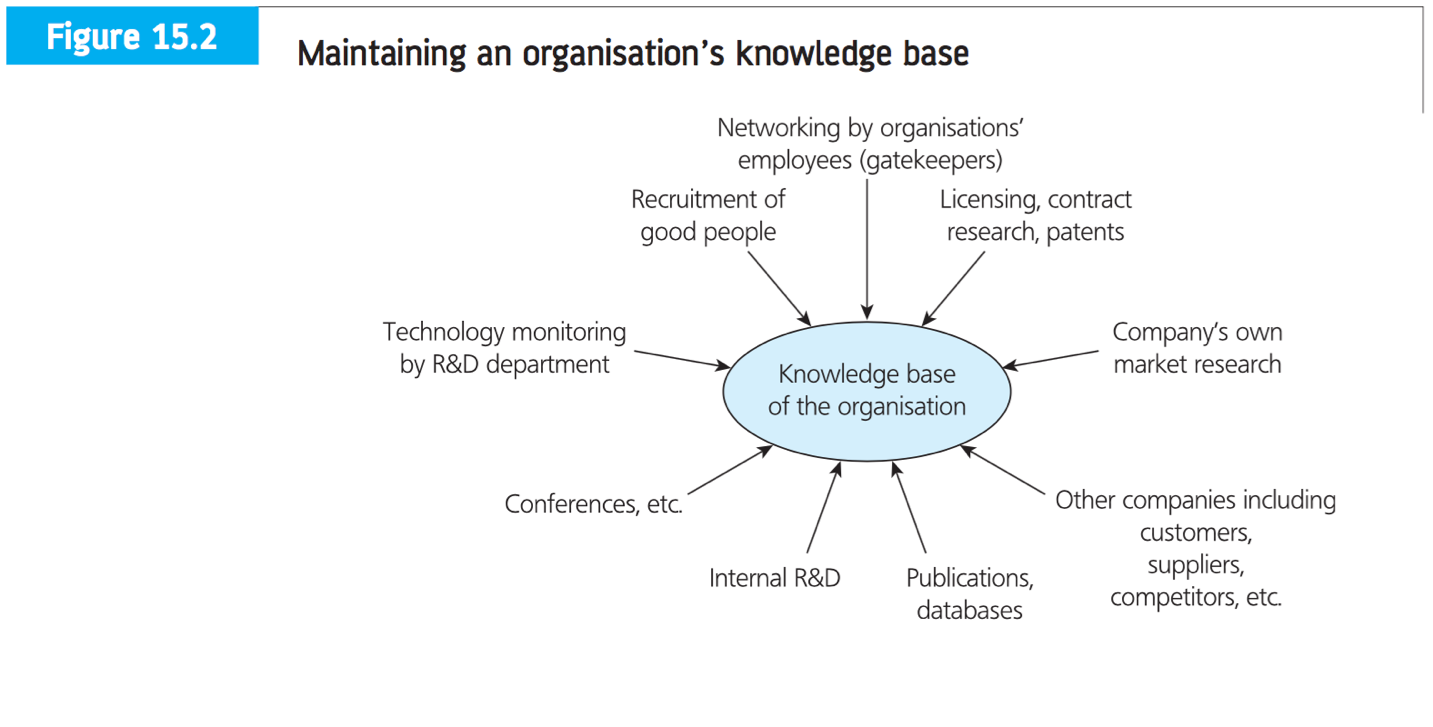 Figure 15.2
Maintaining an organisation’s knowledge base
Networking by organisations’
employees (gatekeepers)
Recruitment of
good people
Licensing, contract
research, patents
Technology monitoring
by R&D department
Company’s own
market research
Knowledge base
of the organisation
Conferences, etc.
Other companies including
customers,
suppliers,
competitors, etc.
Internal R&D
Publications,
databases